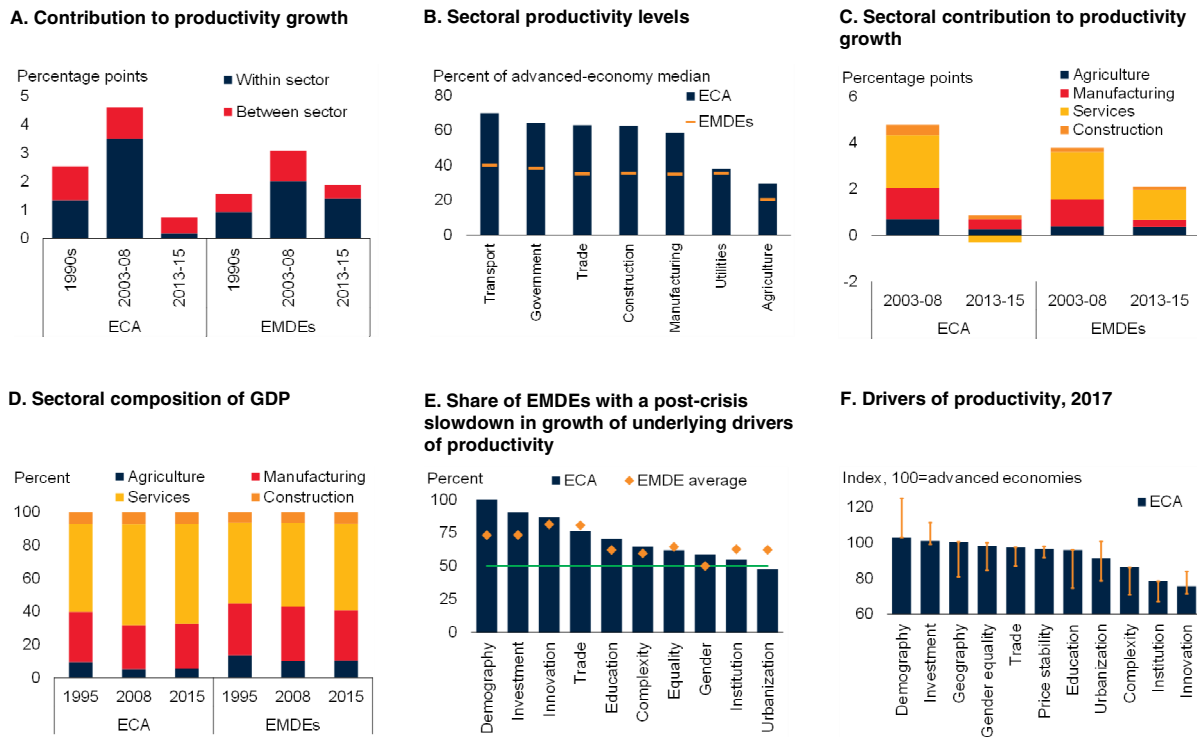 A. Contribution to productivity growth
Percentage points
Within sector
Between sector
5
4
3
2
1
0
1990s
2003-08
2013-15
1990s
2003-08
2013-15
ECA
EMDEs
B. Sectoral productivity levels
Percent of advanced-economy median
80
60
40
20
0
ECA
EMDEs
Transport
Government
Trade
Construction
Manufacturing
Utilities
Agriculture
C. Sectoral contribution to productivity
growth
Percentage points
6
4
2
0
-2
Agriculture
Manufacturing
Services
Construction
2003-08
2013-15
2003-08
2013-15
ECA
EMDEs
D. Sectoral composition of GDP
Percent
Agriculture
Manufacturing
Services
Construction
100
80
60
40
20
0
1995
2008
2015
1995
2008
2015
ECA
EMDEs
E. Share of EMDEs with a post-crisis
slowdown in growth of underlying drivers
of productivity
Percent
ECA
EMDE average
100
75
50
25
0
Demography
Investment
Innovation
Trade
Education
Complexity
Equality
Gender
Institution
Urbanization
F. Drivers of productivity, 2017
Index, 100=advanced economies
ECA
120
100
80
60
Demography
Investment
Geography
Gender equality
Trade
Price stability
Education
Urbanization
Complexity
Institution
Innovation